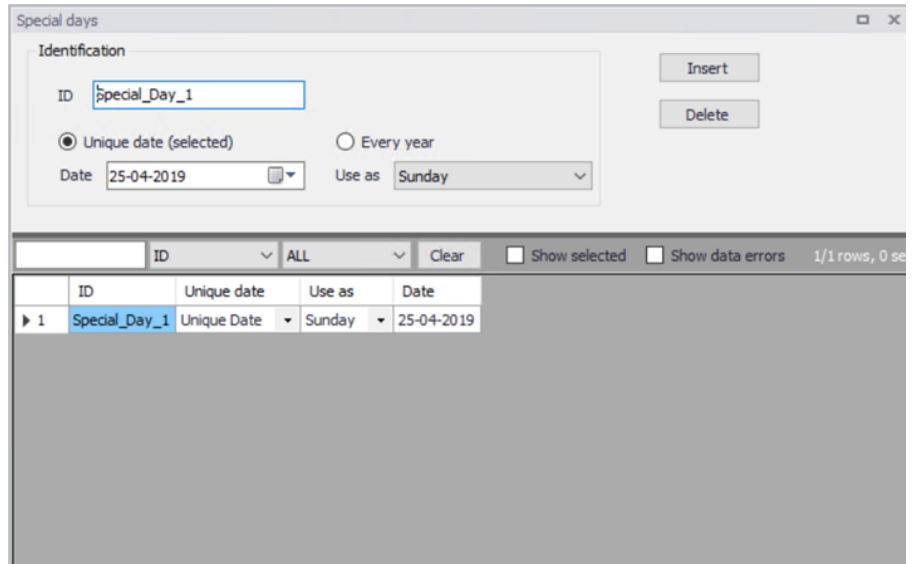 Special days
Identification
Insert
ID Special_Day_1
Delete
Unique date (selected) Every year
Date 25-04-2019 Use as Sunday
ID ALL Clear Show selected Show data errors 1/1 rows, 0 se
ID Unique date Use as Date
1 Special_Day_1 Unique Date Sunday 25-04-2019